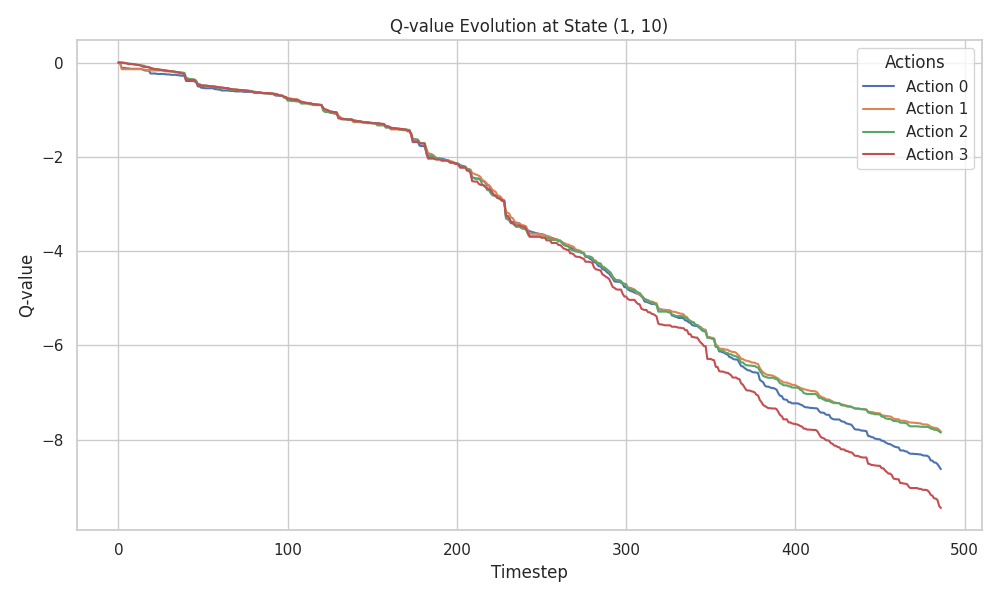 Q-value Evolution at State (1, 10)
Actions
Action 0
Action 1
Action 2
Action 3
Q-value
0
−2
−4
−6
−8
0 100 200 300 400 500
Timestep